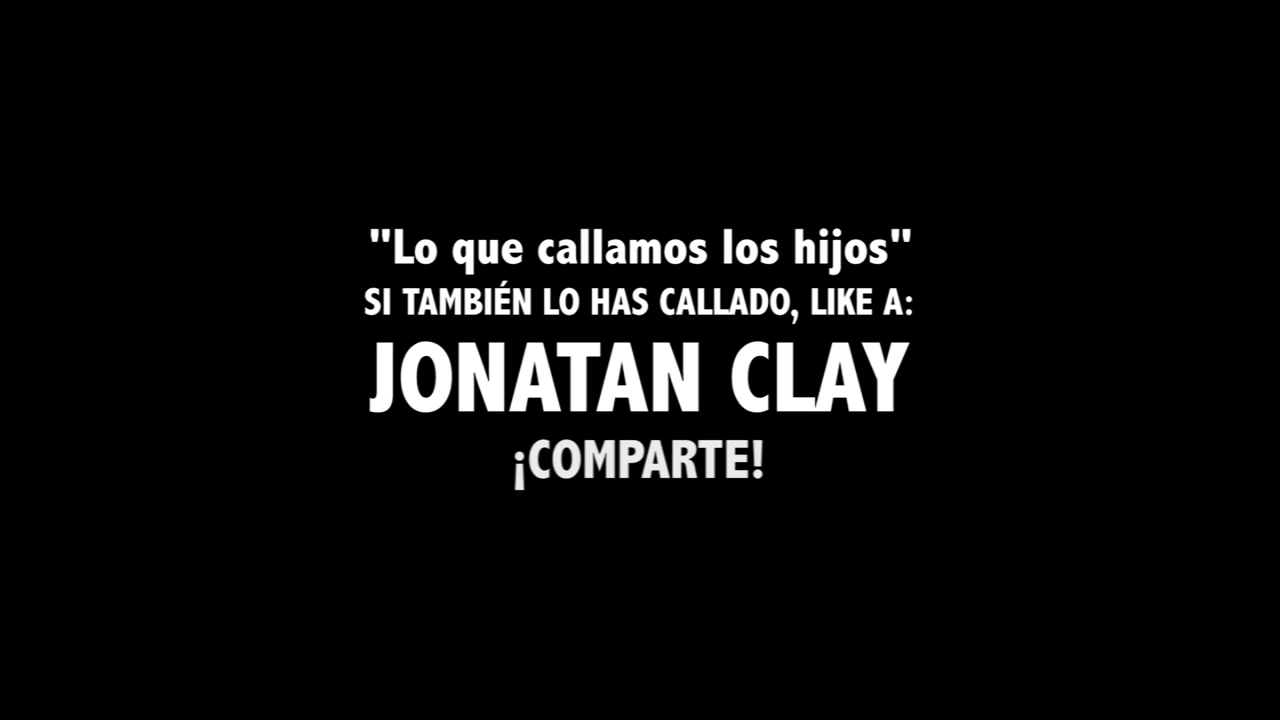 "Lo que callamos los hijos"
SI TAMBIÉN LO HAS CALLADO, LIKE A:
JONATAN CLAY
¡COMPARTE!